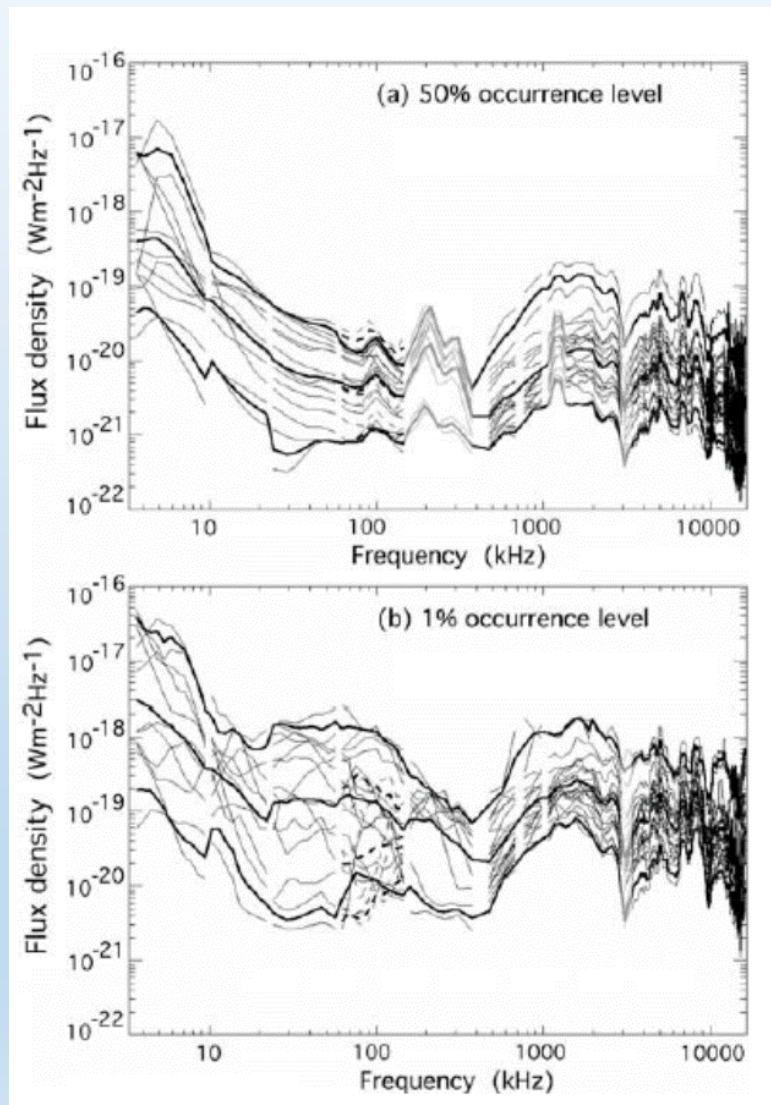 (a) 50% occurrence level
10-16
10-17
10-18
10-19
10-20
10-21
10-22
Flux density (Wm-2Hz-1)
10 100 1000 10000
Frequency (kHz)
(b) 1% occurrence level
10-16
10-17
10-18
10-19
10-20
10-21
10-22
Flux density (Wm-2Hz-1)
10 100 1000 10000
Frequency (kHz)